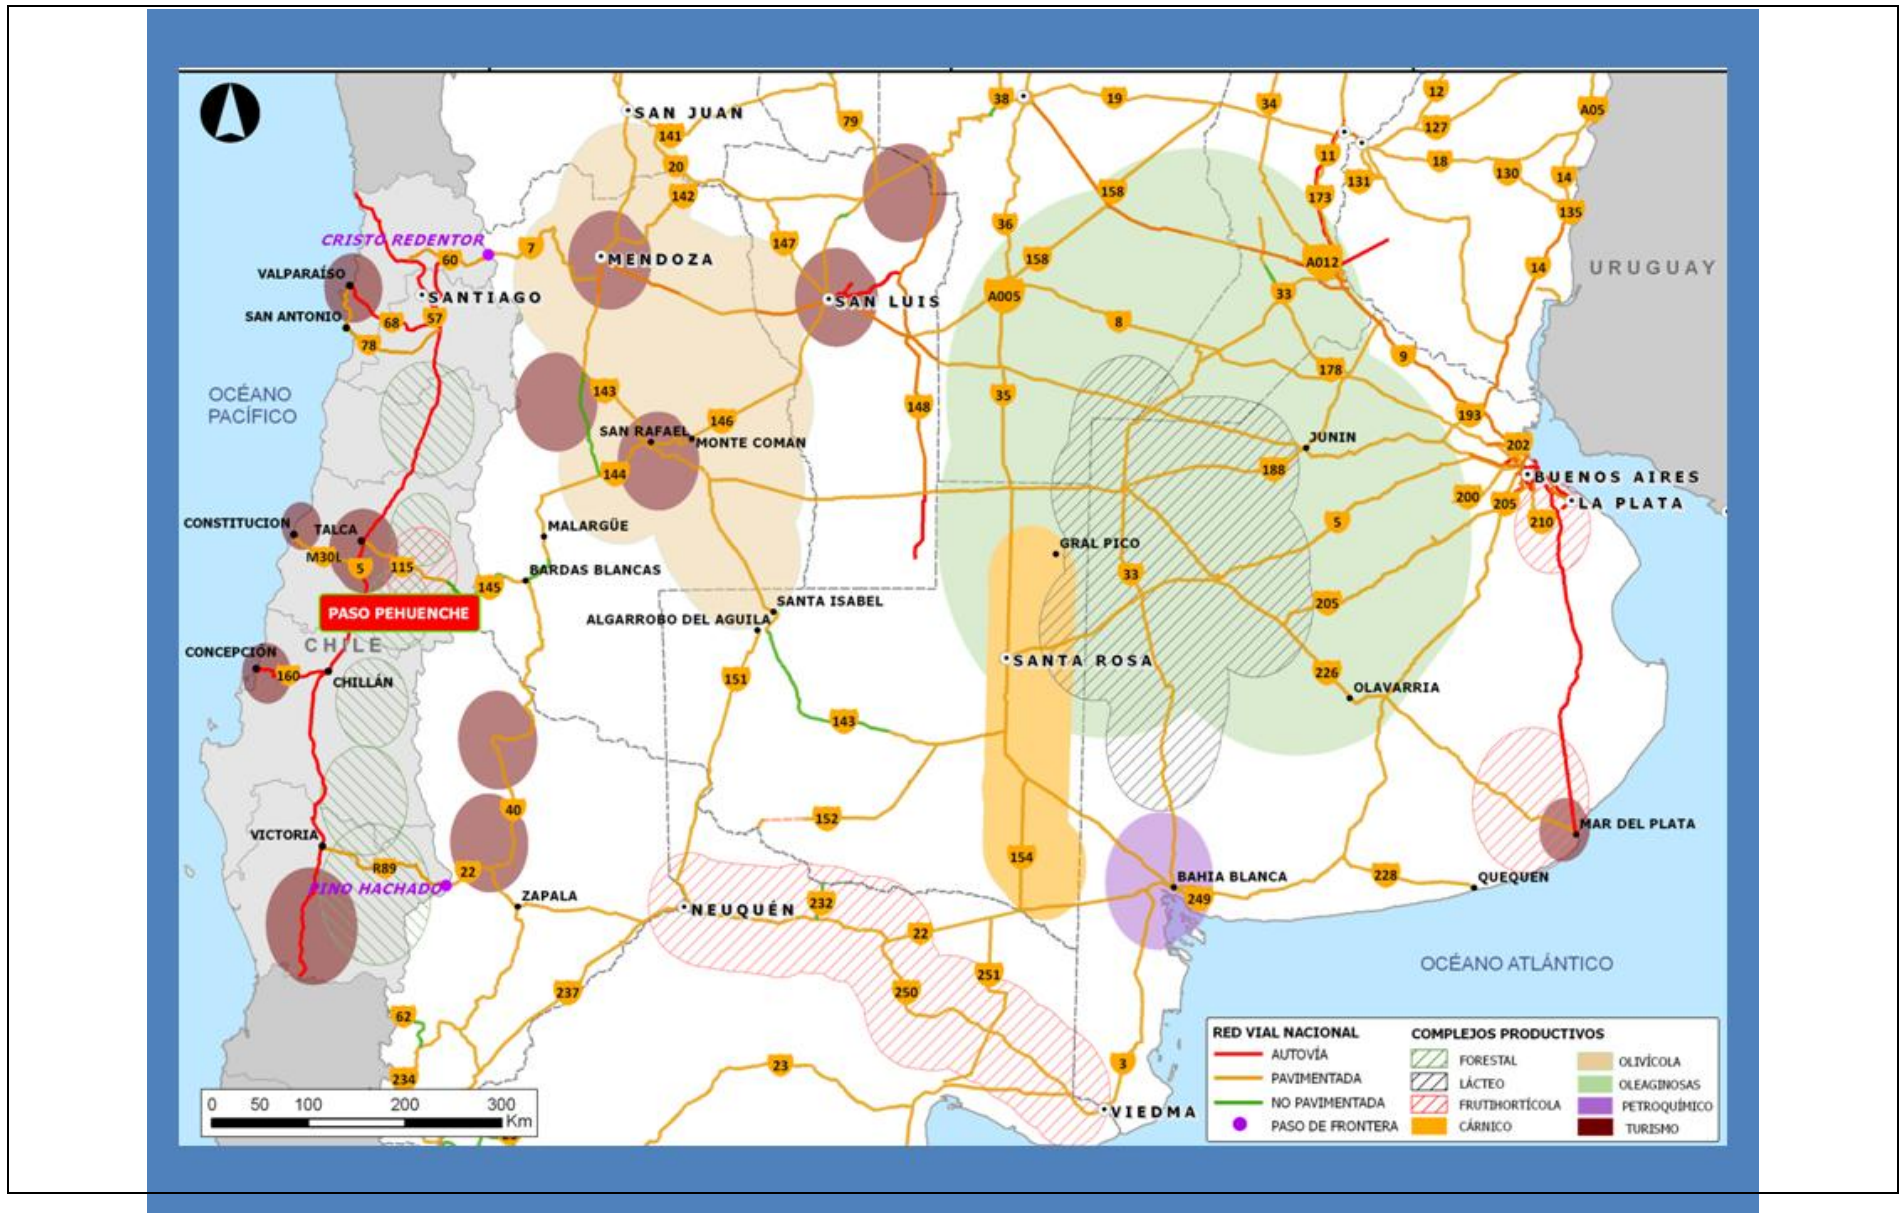 SAN JUAN
38
19
34
12
A05
79
127
141
11
18
20
130
14
131
142
158
173
135
36
CRISTO REDENTOR
7
147
60
MENDOZA
158
A012
14
URUGUAY
VALPARAÍSO
SANTIAGO
A005
33
SAN LUIS
SAN ANTONIO
68
57
8
78
9
178
OCÉANO
PACÍFICO
143
35
148
193
146
SAN RAFAEL
MONTE COMAN
JUNIN
202
144
188
BUENOS AIRES
200
205
LA PLATA
210
CONSTITUCION
TALCA
MALARGÜE
5
GRAL PICO
M30L
5
115
BARDAS BLANCAS
145
33
PASO PEHUENCHE
SANTA ISABEL
205
ALGARROBO DEL AGUILA
CHILE
CONCEPCIÓN
SANTA ROSA
160
CHILLÁN
151
226
OLAVARRIA
143
40
152
VICTORIA
MAR DEL PLATA
154
R89
22
PINO HACHADO
BAHIA BLANCA
228
QUEQUEN
ZAPALA
249
NEUQUÉN
232
22
OCÉANO ATLÁNTICO
251
237
250
62
3
23
234
VIEDMA
0 50 100 200 300
Km
RED VIAL NACIONAL
AUTOVÍA
PAVIMENTADA
NO PAVIMENTADA
PASO DE FRONTERA
COMPLEJOS PRODUCTIVOS
FORESTAL
LÁCTEO
FRUTIHORTÍCOLA
CÁRNICO
OLIVÍCOLA
OLEAGINOSAS
PETROQUÍMICO
TURISMO